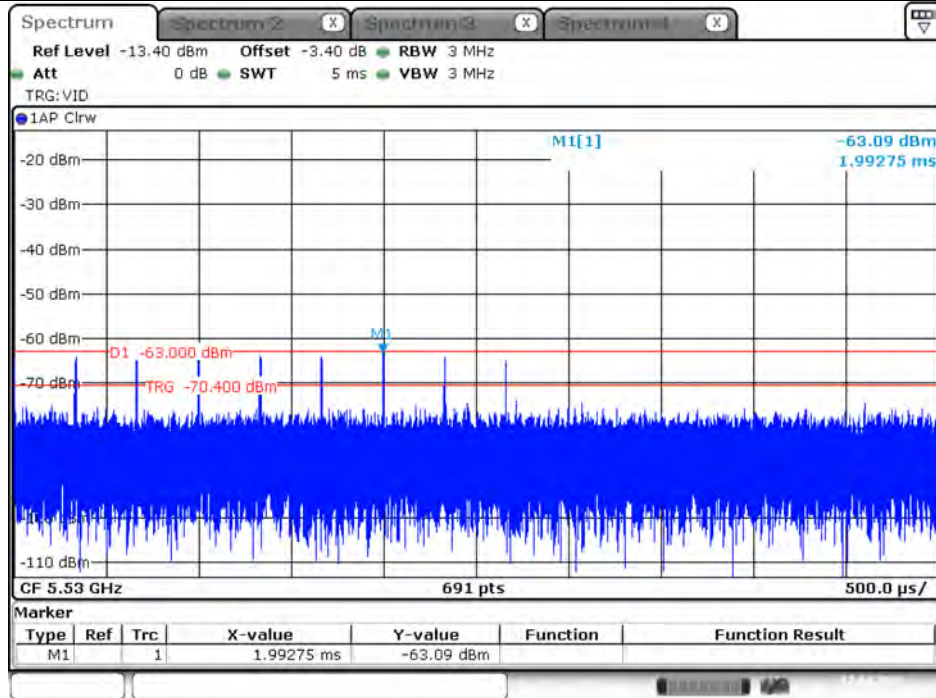 Spectrum Spectrum 2 X Spectrum 3 X Spectrum 4 X
Ref Level -13.40 dBm Offset -3.40 dB RBW 3 MHz
Att 0 dB SWT 5 ms VBW 3 MHz
TRG:VID
1AP Clrw
M1[1] -63.09 dBm
1.99275 ms
-20 dBm
-30 dBm
-40 dBm
-50 dBm
-60 dBm
M1
D1 -63.000 dBm
-70 dBm
TRG -70.400 dBm
-110 dBm
CF 5.53 GHz 691 pts 500.0 µs/
Marker
Type Ref Trc X-value Y-value Function Function Result
M1 1 1.99275 ms -63.09 dBm